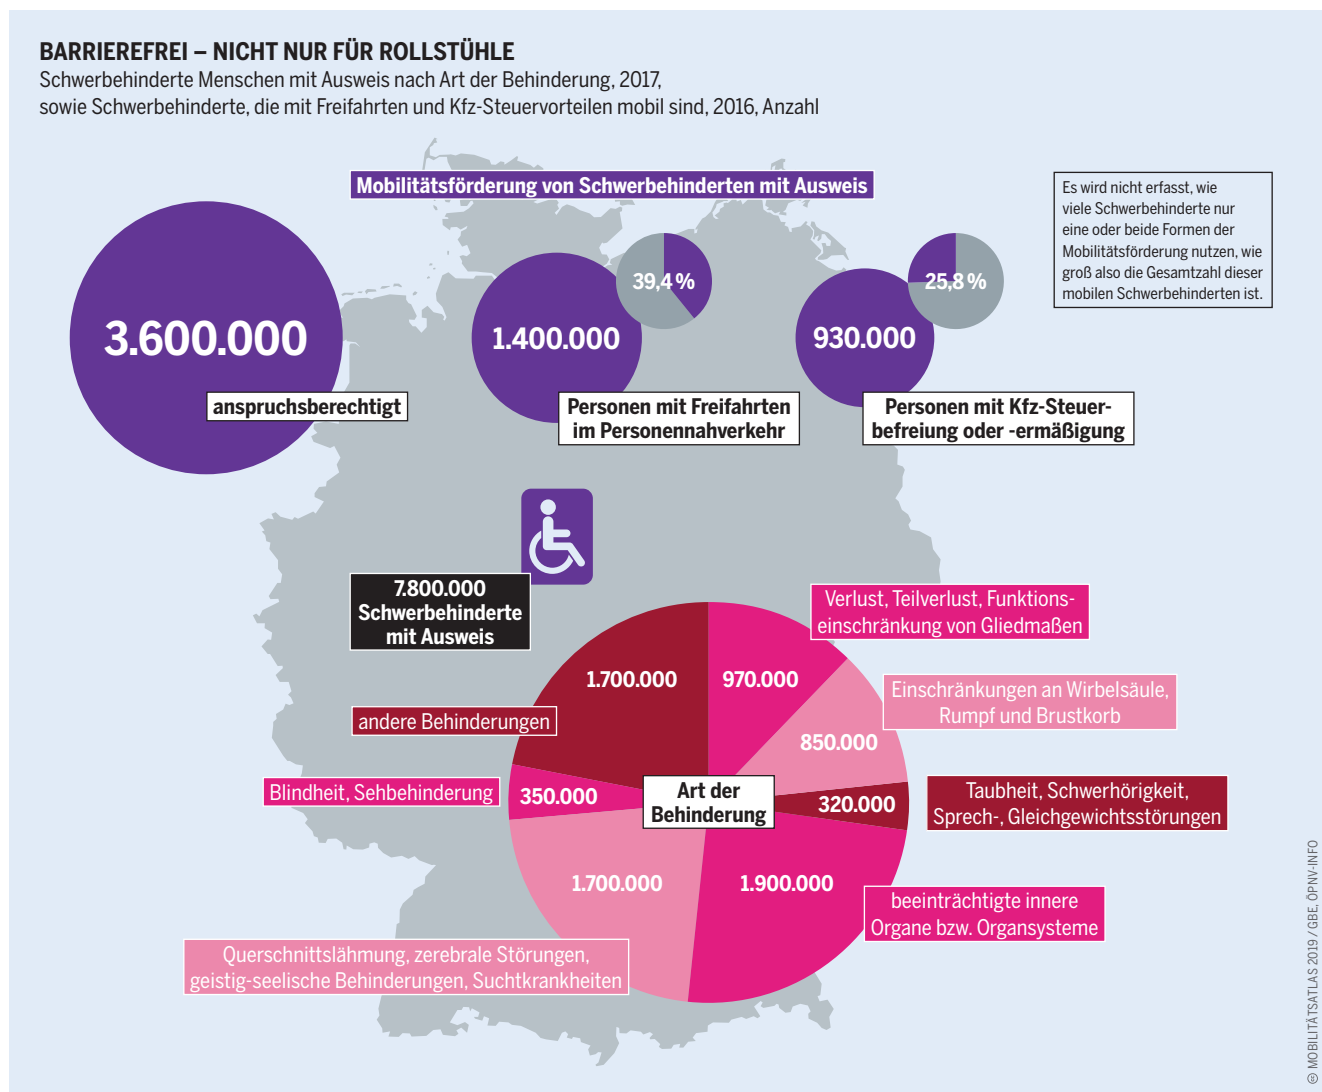 BARRIEREFREI – NICHT NUR FÜR ROLLSTÜHLE
Schwerbehinderte Menschen mit Ausweis nach Art der Behinderung, 2017,
sowie Schwerbehinderte, die mit Freifahrten und Kfz-Steuervorteilen mobil sind, 2016, Anzahl
Mobilitätsförderung von Schwerbehinderten mit Ausweis
Es wird nicht erfasst, wie
viele Schwerbehinderte nur
eine oder beide Formen der
Mobilitätsförderung nutzen, wie
groß also die Gesamtzahl dieser
mobilen Schwerbehinderten ist.
3.600.000
anspruchsberechtigt
39,4 %
1.400.000
Personen mit Freifahrten
im Personennahverkehr
25,8 %
930.000
Personen mit Kfz-Steuer-
befreiung oder -ermäßigung
7.800.000
Schwerbehinderte
mit Ausweis
Art der
Behinderung
970.000
Verlust, Teilverlust, Funktions-
einschränkung von Gliedmaßen
850.000
Einschränkungen an Wirbelsäule,
Rumpf und Brustkorb
320.000
Taubheit, Schwerhörigkeit,
Sprech-, Gleichgewichtsstörungen
1.900.000
beeinträchtigte innere
Organe bzw. Organsysteme
1.700.000
Querschnittslähmung, zerebrale Störungen,
geistig-seelische Behinderungen, Suchtkrankheiten
350.000
Blindheit, Sehbehinderung
1.700.000
andere Behinderungen
MOBILITÄTSATLAS 2019 / GBE, ÖPNV-INFO